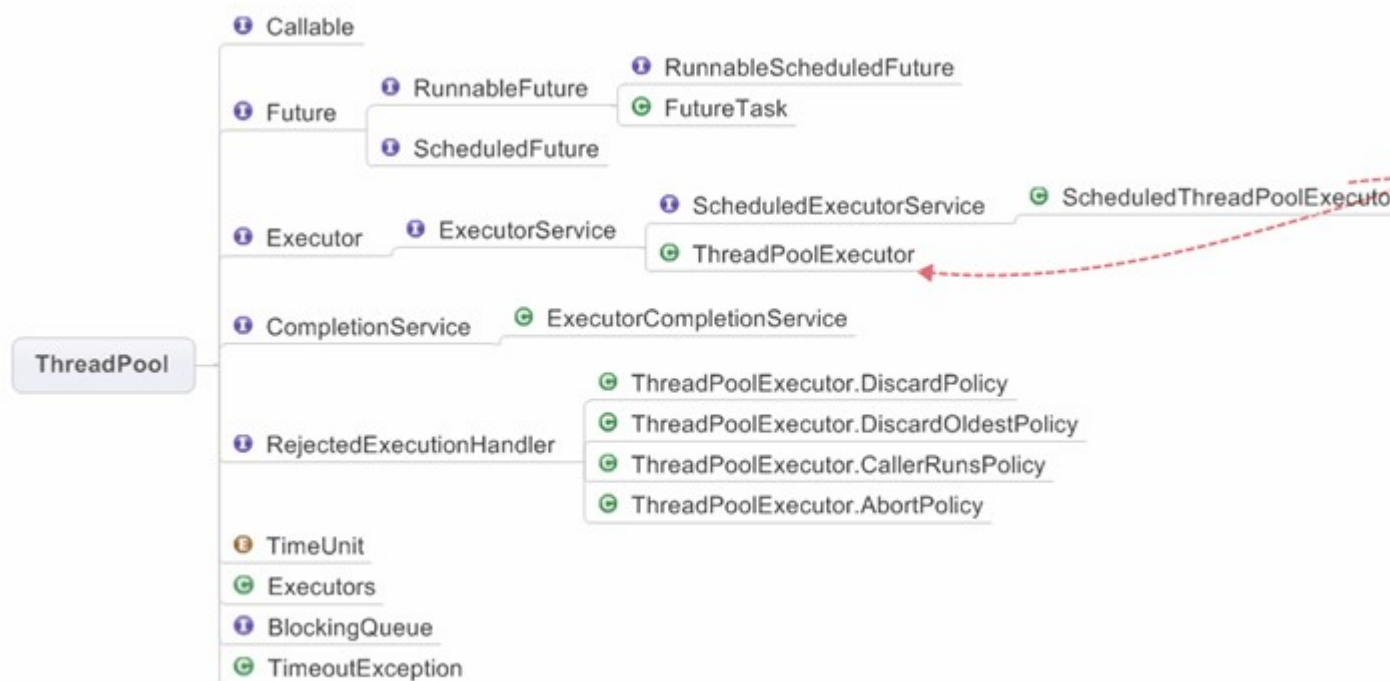 Callable
RunnableScheduledFuture
RunnableFuture
Future
FutureTask
ScheduledFuture
ScheduledExecutorService
ScheduledThreadPoolExecuto
Executor
ExecutorService
ThreadPoolExecutor
CompletionService
ExecutorCompletionService
ThreadPool
ThreadPoolExecutor.DiscardPolicy
ThreadPoolExecutor.DiscardOldestPolicy
RejectedExecutionHandler
ThreadPoolExecutor.CallerRunsPolicy
ThreadPoolExecutor.AbortPolicy
TimeUnit
Executors
BlockingQueue
TimeoutException